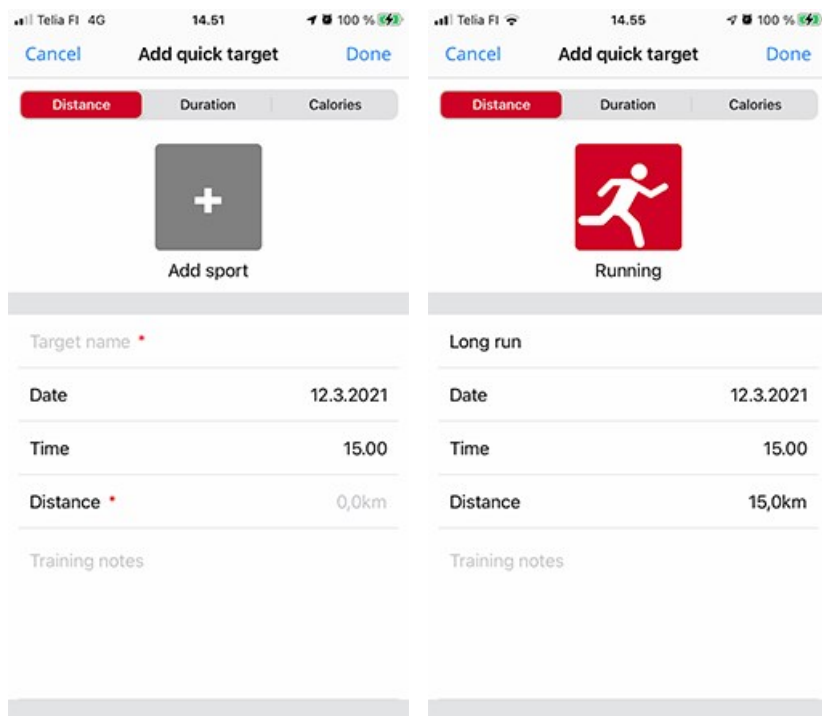 Telia FI 4G 14.51 100 %
Cancel Add quick target Done
Distance Duration Calories
+
Add sport
Target name *
Date 12.3.2021
Time 15.00
Distance * 0,0km
Training notes
Telia FI 14.55 100 %
Cancel Add quick target Done
Distance Duration Calories
Running
Long run
Date 12.3.2021
Time 15.00
Distance 15,0km
Training notes